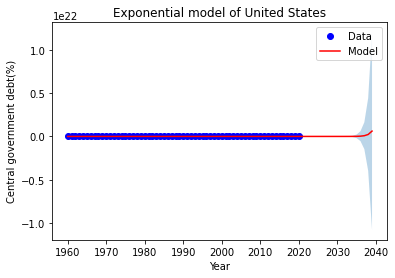 Exponential model of United States
1e22
Data
Model
1.0
0.5
0.0
−0.5
−1.0
Central government debt(%)
1960 1970 1980 1990 2000 2010 2020 2030 2040
Year